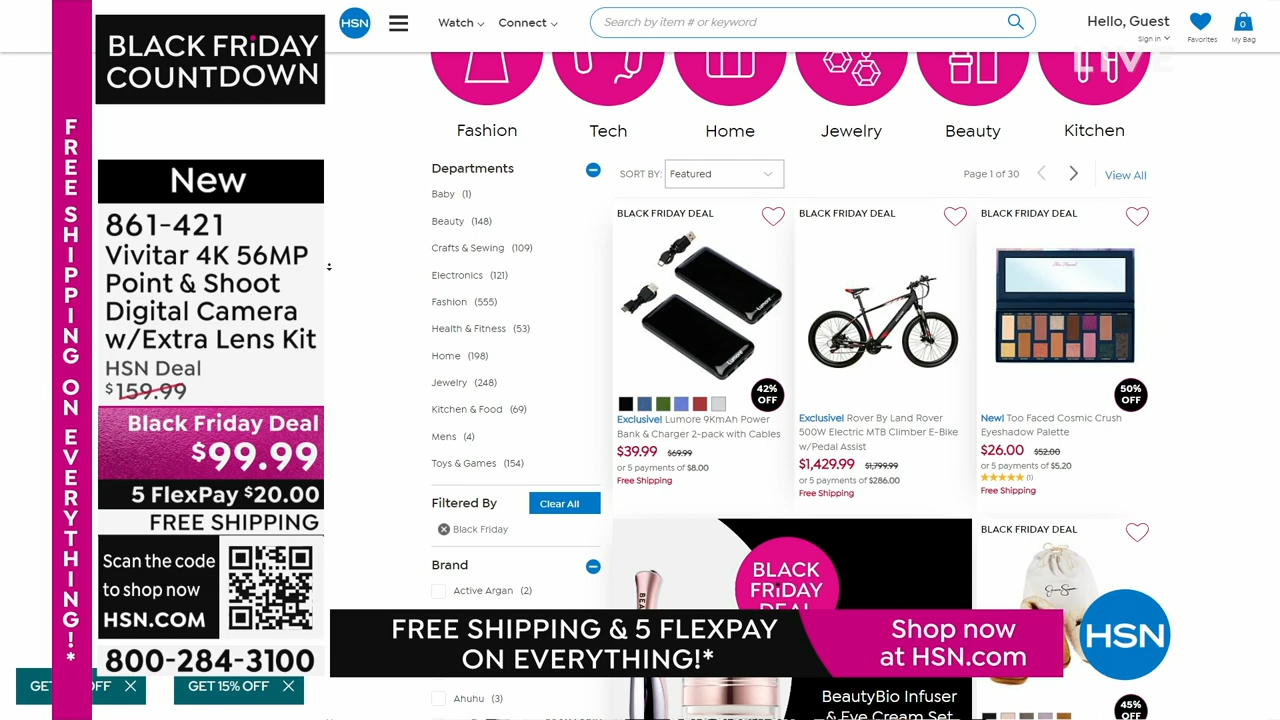 FREE SHIPPING ON EVERYTHING!*
BLACK FRiDAY
COUNTDOWN
New
861-421
Vivitar 4K 56MP
Point & Shoot
Digital Camera
w/Extra Lens Kit
HSN Deal
$159.99
Black Friday Deal
$99.99
5 FlexPay $20.00
FREE SHIPPING
Scan the code
to shop now
HSN.COM
800-284-3100
GET
OFF
GET 15% OFF
HSN
Watch
Connect
Search by item # or keyword
Hello, Guest
Sign in
Favorites
0
My Bag
LIVE
Fashion
Tech
Home
Jewelry
Beauty
Kitchen
Departments
Baby (1)
Beauty (148)
Crafts & Sewing (109)
Electronics (121)
Fashion (555)
Health & Fitness (53)
Home (198)
Jewelry (248)
Kitchen & Food (69)
Mens (4)
Toys & Games (154)
Filtered By
Clear All
Black Friday
Brand
Active Argan (2)
Ahuhu (3)
SORT BY: Featured
Page 1 of 30
View All
BLACK FRIDAY DEAL
Lumore
Lumore
42%
OFF
Exclusive! Lumore 9KmAh Power
Bank & Charger 2-pack with Cables
$39.99 $69.99
or 5 payments of $8.00
Free Shipping
BLACK FRIDAY DEAL
Exclusive! Rover By Land Rover
500W Electric MTB Climber E-Bike
w/Pedal Assist
$1,429.99 $1,799.99
or 5 payments of $286.00
Free Shipping
BLACK FRIDAY DEAL
50%
OFF
New! Too Faced Cosmic Crush
Eyeshadow Palette
$26.00 $52.00
or 5 payments of $5.20
(1)
Free Shipping
BLACK
FRiDAY
DEAL
BeautyBio Infuser
& Eye Cream Set
BLACK FRIDAY DEAL
45%
OFF
FREE SHIPPING & 5 FLEXPAY
ON EVERYTHING!*
Shop now
at HSN.com
HSN